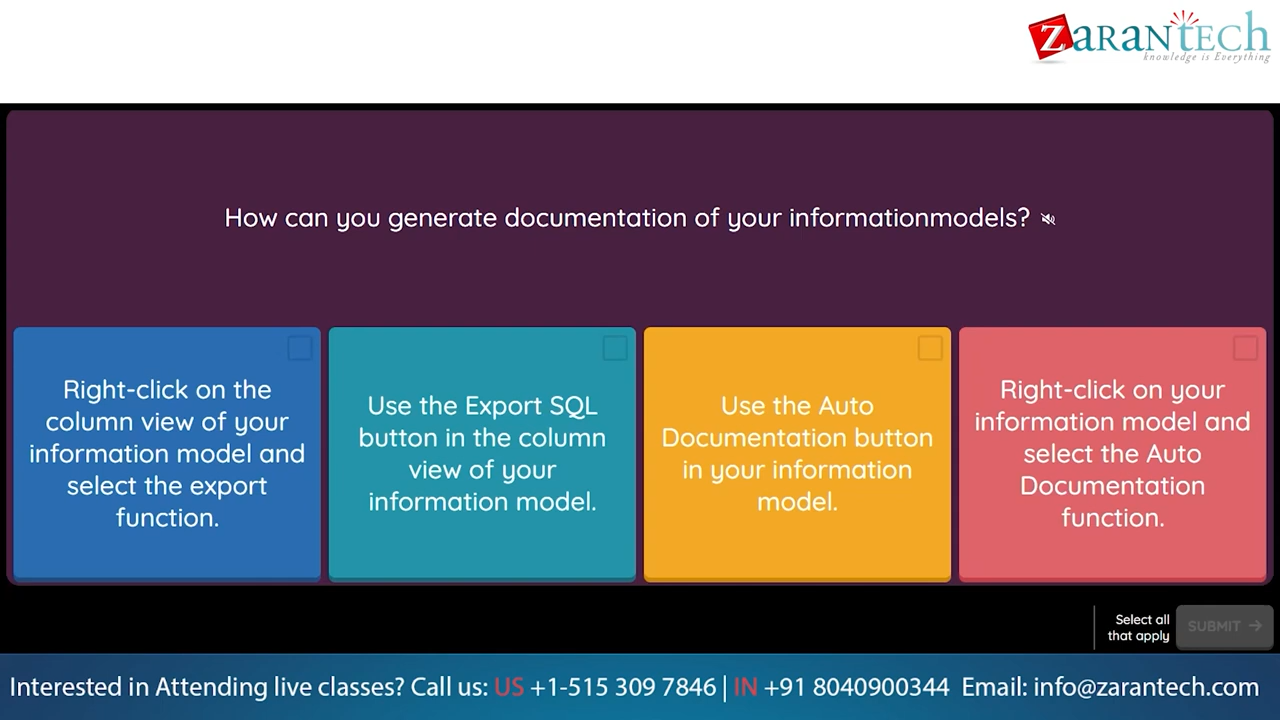 ZARANTECH
knowledge is Everything
How can you generate documentation of your informationmodels?
Right-click on the
column view of your
information model and
select the export
function.
Use the Export SQL
button in the column
view of your
information model.
Use the Auto
Documentation button
in your information
model.
Right-click on your
information model and
select the Auto
Documentation
function.
Select all
that apply
SUBMIT →
Interested in Attending live classes? Call us: US +1-515 309 7846 | IN +91 8040900344 Email: info@zarantech.com